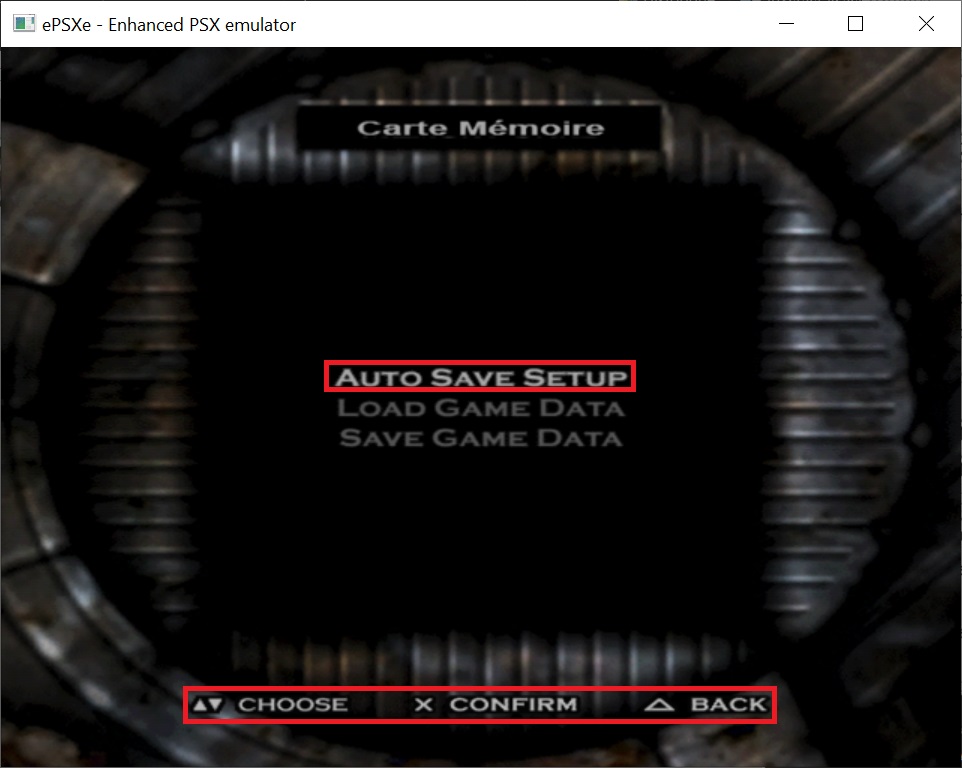 ePSXe - Enhanced PSX emulator
Carte Mémoire
AUTO SAVE SETUP
LOAD GAME DATA
SAVE GAME DATA
▲▼ CHOOSE ✕ CONFIRM △ BACK